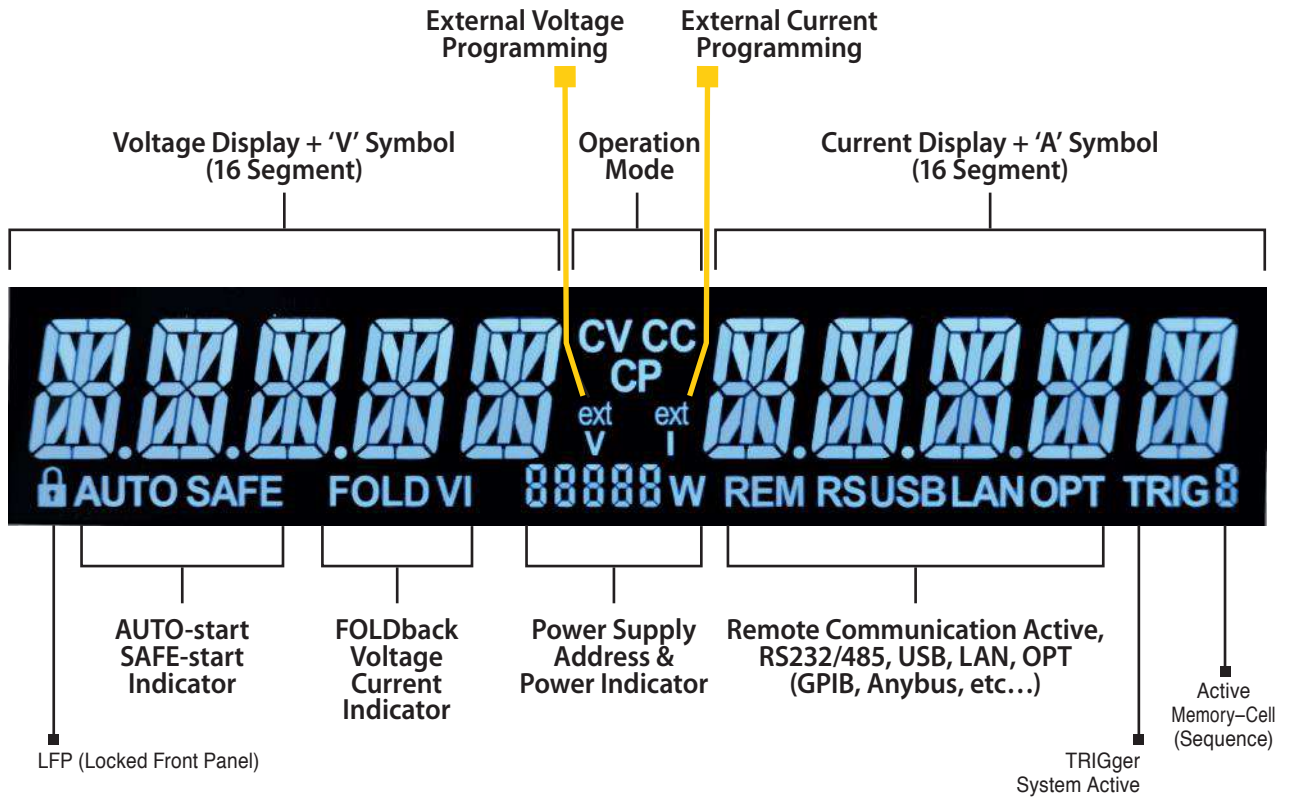 External Voltage
Programming
External Current
Programming
Voltage Display + ‘V’ Symbol
(16 Segment)
Operation
Mode
Current Display + ‘A’ Symbol
(16 Segment)
CV CC
CP
ext
V
ext
I
AUTO SAFE FOLD VI 88888 W REM RS USB LAN OPT TRIG 8
AUTO-start
SAFE-start
Indicator
FOLDback
Voltage
Current
Indicator
Power Supply
Address &
Power Indicator
Remote Communication Active,
RS232/485, USB, LAN, OPT
(GPIB, Anybus, etc…)
Active
Memory–Cell
(Sequence)
LFP (Locked Front Panel)
TRIGger
System Active